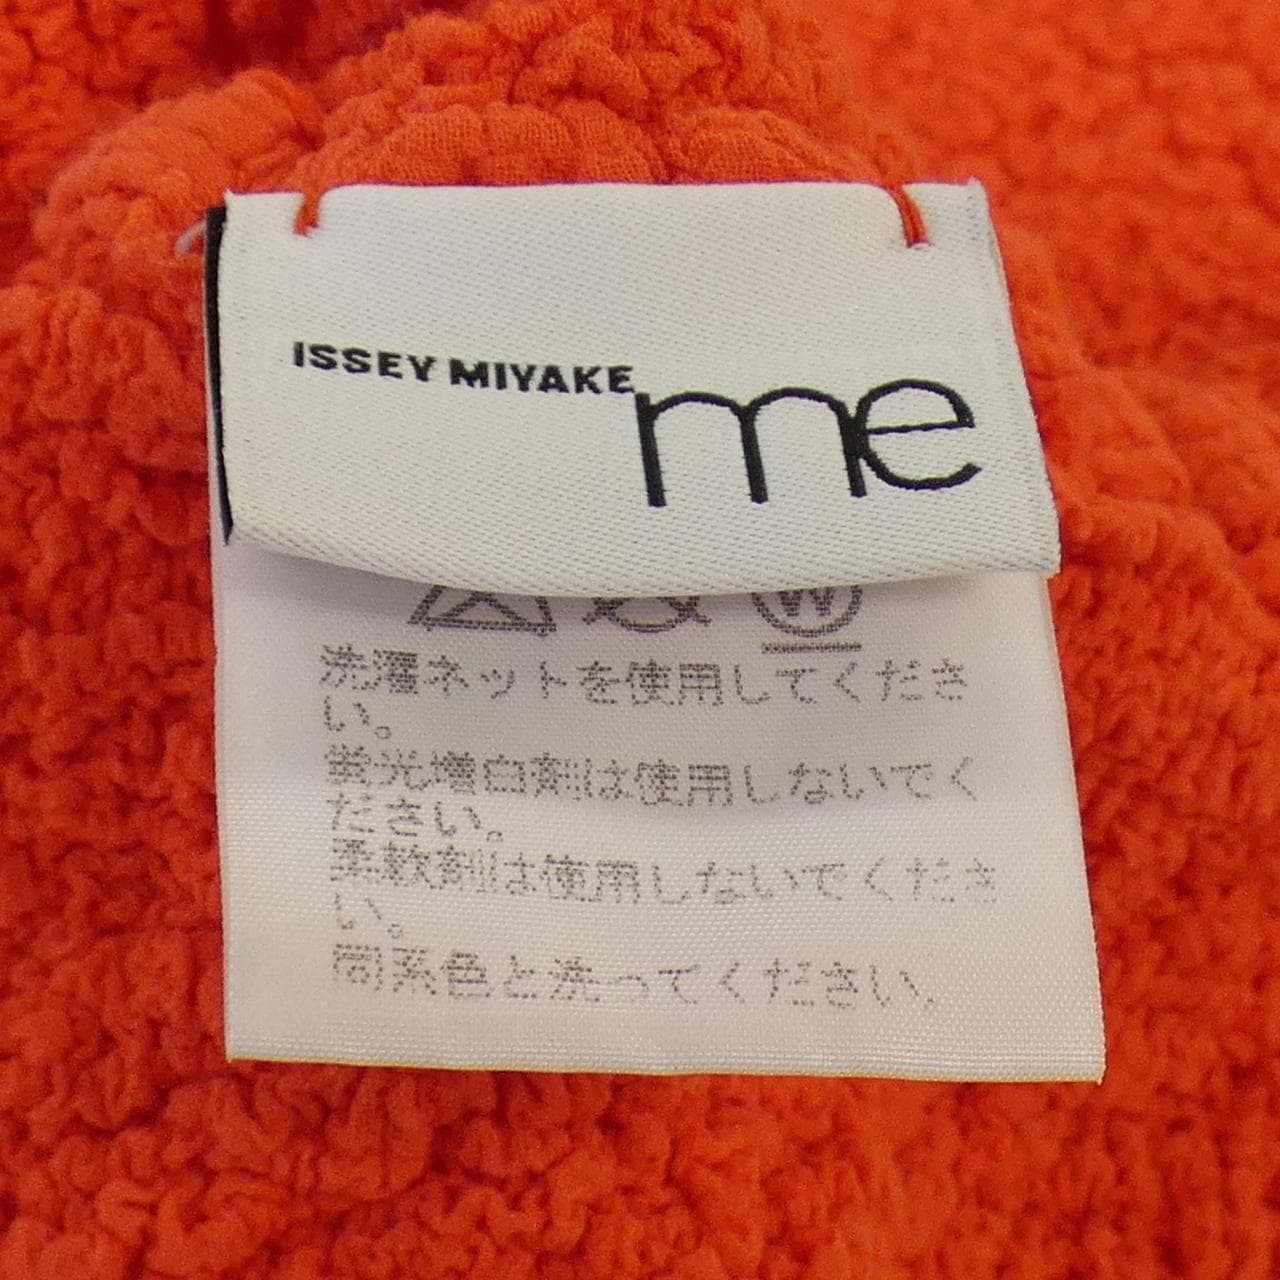 ISSEY MIYAKE me
W
洗濯ネットを使用してくださ
い。
蛍光増白剤は使用しないでく
ださい。
柔軟剤は使用しないでくださ
い。
同系色と洗ってください。